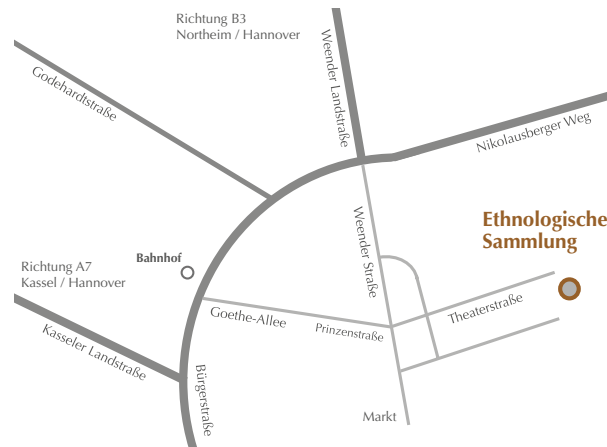 Richtung B3
Northeim / Hannover
Weender Landstraße
Godehardtstraße
Nikolausberger Weg
Weender Straße
Ethnologische
Sammlung
Bahnhof
Richtung A7
Kassel / Hannover
Theaterstraße
Goethe-Allee
Prinzenstraße
Kasseler Landstraße
Bürgerstraße
Markt